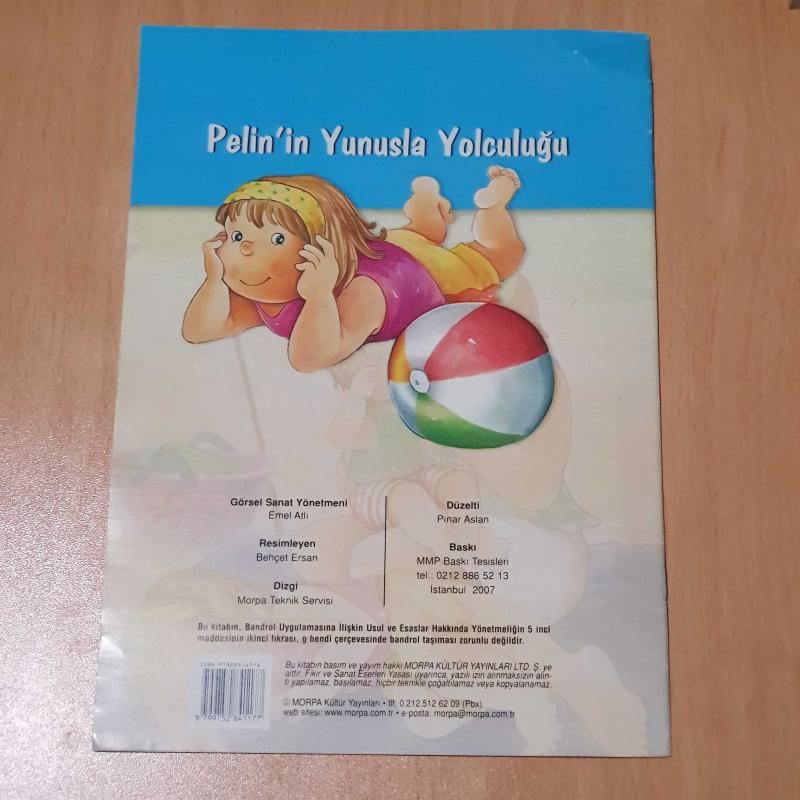 Pelin'in Yunusla Yolculuğu
Görsel Sanat Yönetmeni
Emel Atlı
Resimleyen
Behçet Ersan
Dizgi
Morpa Teknik Servisi
Düzelti
Pınar Aslan
Baskı
MMP Baskı Tesisleri
tel.: 0212 886 52 13
İstanbul 2007
Bu kitabın, Bandrol Uygulamasına İlişkin Usul ve Esaslar Hakkında Yönetmeliğin 5 inci
maddesinin ikinci fıkrası, g bendi çerçevesinde bandrol taşıması zorunlu değildir.
Bu kitabın basım ve yayım hakkı MORPA KÜLTÜR YAYINLARI LTD. Ş. ye
aittir. Fikir ve Sanat Eserleri Yasası uyarınca, yazılı izin alınmaksızın alın-
tı yapılamaz, basılamaz, hiçbir teknikle çoğaltılamaz veya kopyalanamaz.
© MORPA Kültür Yayınları • tlf: 0.212.512 62 09 (Pbx)
web sitesi: www.morpa.com.tr • e-posta: morpa@morpa.com.tr
9 799752 841177